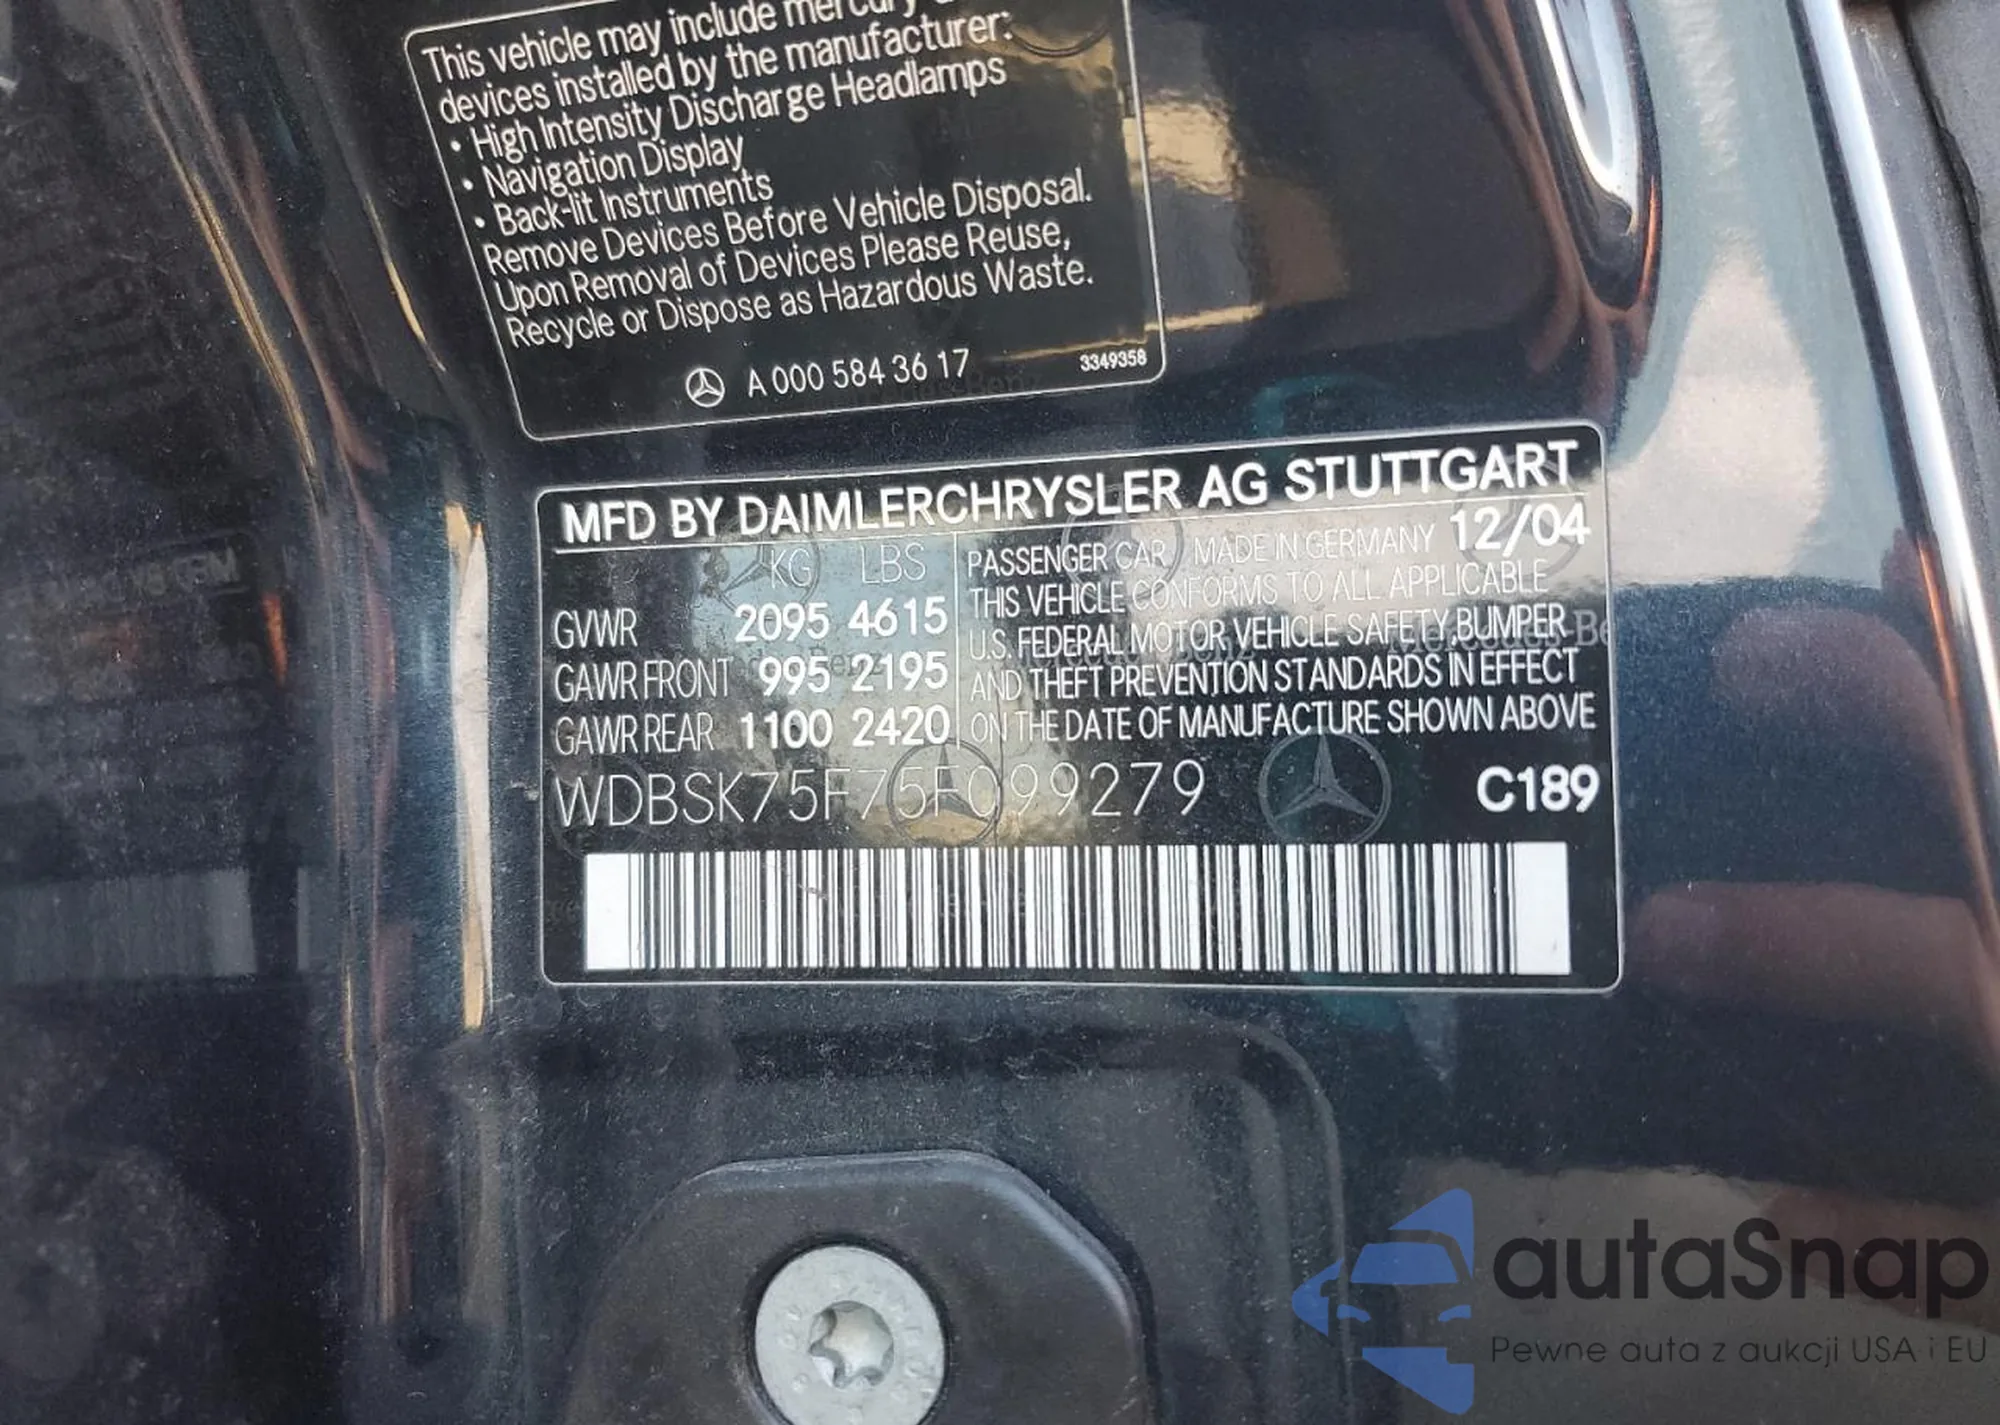 This vehicle may include mercury
devices installed by the manufacturer:
• High Intensity Discharge Headlamps
• Navigation Display
• Back-lit Instruments
Remove Devices Before Vehicle Disposal.
Upon Removal of Devices Please Reuse,
Recycle or Dispose as Hazardous Waste.
A 000 584 36 17 3349358
MFD BY DAIMLERCHRYSLER AG STUTTGART
KG LBS
GVWR 2095 4615
GAWR FRONT 995 2195
GAWR REAR 1100 2420
PASSENGER CAR MADE IN GERMANY 12/04
THIS VEHICLE CONFORMS TO ALL APPLICABLE
U.S. FEDERAL MOTOR VEHICLE SAFETY, BUMPER
AND THEFT PREVENTION STANDARDS IN EFFECT
ON THE DATE OF MANUFACTURE SHOWN ABOVE
WDBSK75F75F099279 C189
autaSnap
Pewne auta z aukcji USA i EU